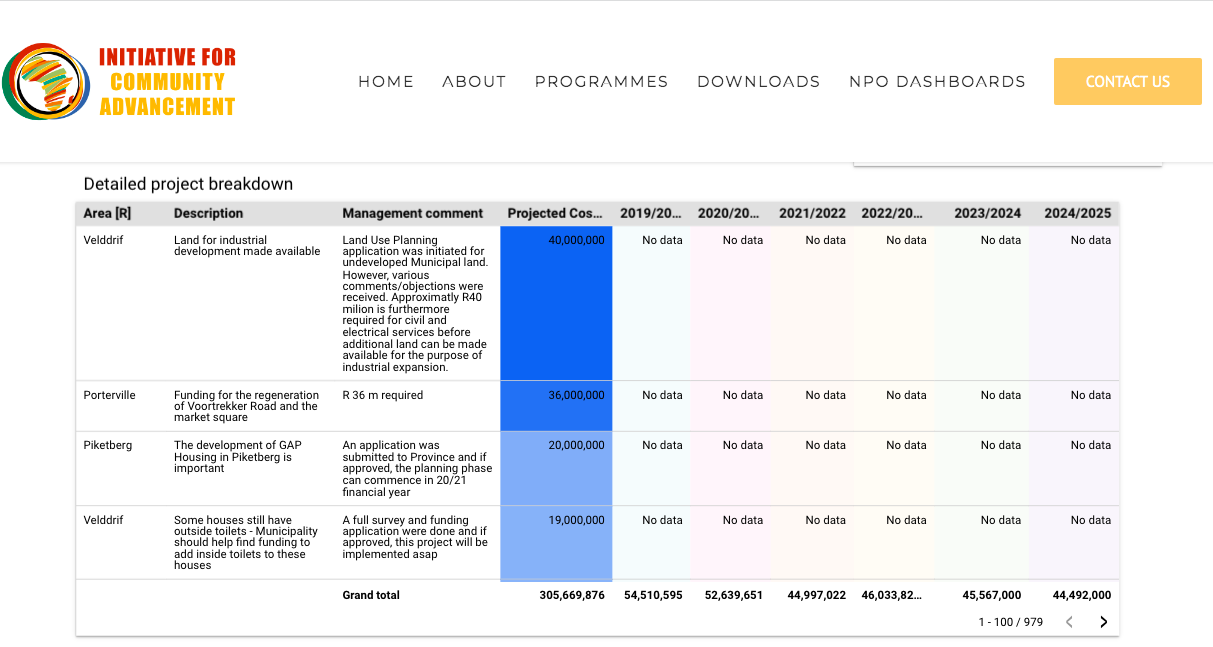 INITIATIVE FOR
COMMUNITY
ADVANCEMENT
HOME ABOUT PROGRAMMES DOWNLOADS NPO DASHBOARDS CONTACT US
Detailed project breakdown
Area [R] Description Management comment Projected Cos... 2019/20... 2020/20... 2021/2022 2022/20... 2023/2024 2024/2025
Velddrif Land for industrial Land Use Planning 40,000,000 No data No data No data No data No data No data
development made available application was initiated for
undeveloped Municipal land.
However, various
comments/objections were
received. Approximatly R40
milion is furthermore
required for civil and
electrical services before
additional land can be made
available for the purpose of
industrial expansion.
Porterville Funding for the regeneration R 36 m required 36,000,000 No data No data No data No data No data No data
of Voortrekker Road and the
market square
Piketberg The development of GAP An application was 20,000,000 No data No data No data No data No data No data
Housing in Piketberg is submitted to Province and if
important approved, the planning phase
can commence in 20/21
financial year
Velddrif Some houses still have A full survey and funding 19,000,000 No data No data No data No data No data No data
outside toilets - Municipality application were done and if
should help find funding to approved, this project will be
add inside toilets to these implemented asap
houses
Grand total 305,669,876 54,510,595 52,639,651 44,997,022 46,033,82... 45,567,000 44,492,000
1 - 100 / 979